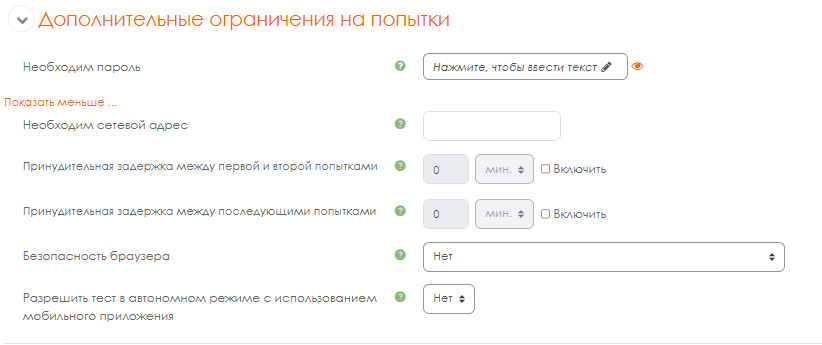 Дополнительные ограничения на попытки
Необходим пароль ? Нажмите, чтобы ввести текст
Показать меньше ...
Необходим сетевой адрес ?
Принудительная задержка между первой и второй попытками ? 0 мин. Включить
Принудительная задержка между последующими попытками ? 0 мин. Включить
Безопасность браузера ? Нет
Разрешить тест в автономном режиме с использованием ? Нет
мобильного приложения